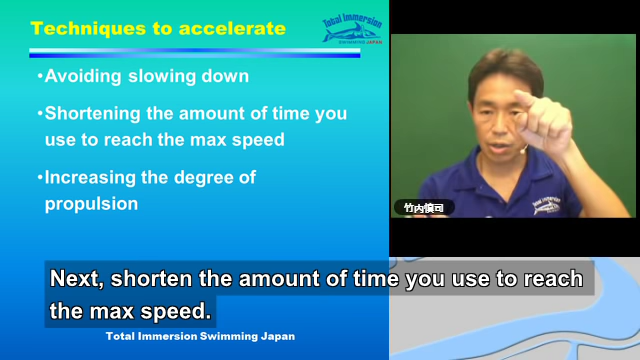 Techniques to accelerate
Total Immersion
SWIMMING JAPAN
•Avoiding slowing down
•Shortening the amount of time you
use to reach the max speed
•Increasing the degree of
propulsion
竹内慎司
Next, shorten the amount of time you use to reach
the max speed.
Total Immersion Swimming Japan